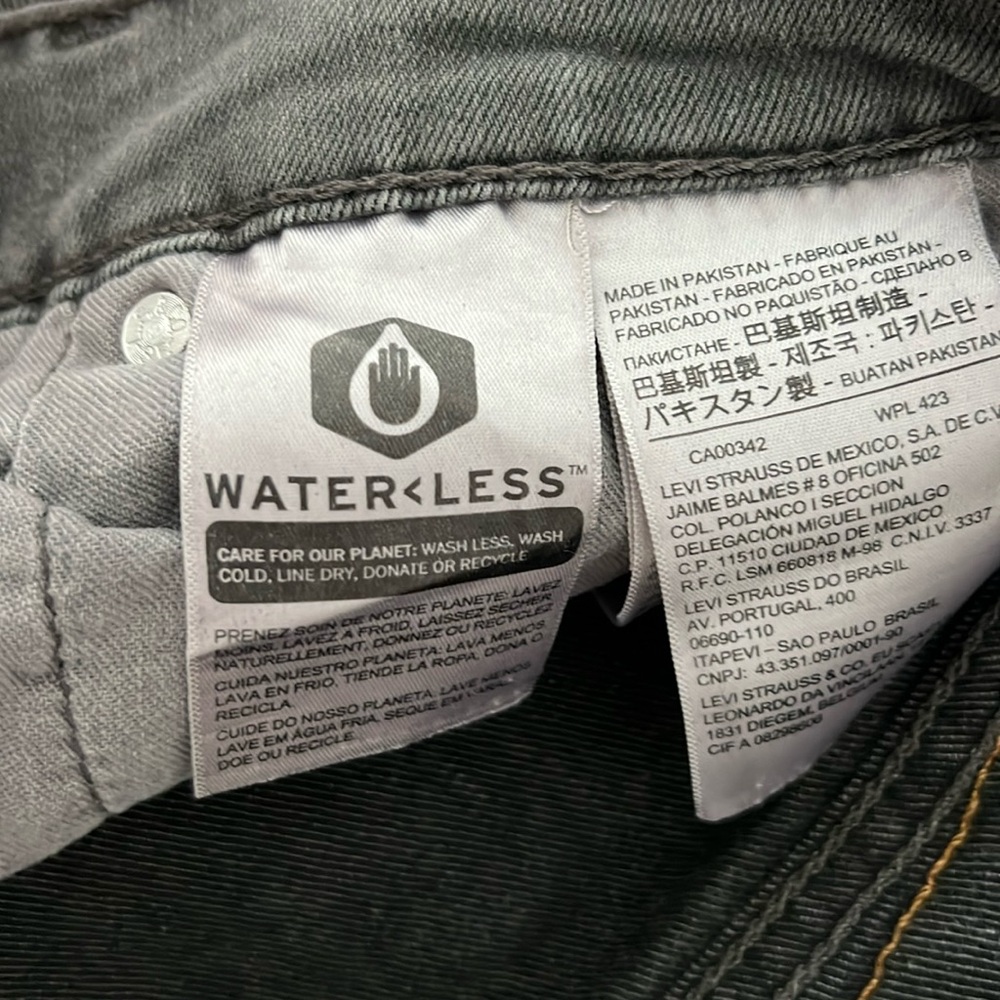 WATER<LESS™
CARE FOR OUR PLANET: WASH LESS, WASH
COLD, LINE DRY, DONATE OR RECYCLE
PRENEZ SOIN DE NOTRE PLANETE: LAVEZ
MOINS, LAVEZ A FROID, LAISSEZ SECHER
NATURELLEMENT, DONNEZ OU RECYCLEZ
CUIDA NUESTRO PLANETA: LAVA MENOS,
LAVA EN FRIO, TIENDE LA ROPA, DONA O
RECICLA
CUIDE DO NOSSO PLANETA: LAVE MENOS,
LAVE EM ÁGUA FRIA, SEQUE EM
DOE OU RECICLE
MADE IN PAKISTAN - FABRIQUE AU
PAKISTAN - FABRICADO EN PAKISTÁN -
FABRICADO NO PAQUISTÃO - СДЕЛАНО В
ПАКИСТАНЕ - 巴基斯坦制造 -
巴基斯坦製 - 제조국 : 파키스탄 -
パキスタン製 - BUATAN PAKISTAN
CA00342 WPL 423
LEVI STRAUSS DE MEXICO, S.A. DE C.V
JAIME BALMES # 8 OFICINA 502
COL. POLANCO I SECCION
DELEGACIÓN MIGUEL HIDALGO
C.P. 11510 CIUDAD DE MEXICO
R.F.C. LSM 660818 M-98 C.N.I.V. 3337
LEVI STRAUSS DO BRASIL
AV. PORTUGAL, 400
06690-110
ITAPEVI - SAO PAULO BRASIL
CNPJ: 43.351.097/0001-90
LEVI STRAUSS & CO. EU
LEONARDO DA VINCILAAN
1831 DIEGEM, BELGIUM
CIF A 08298606